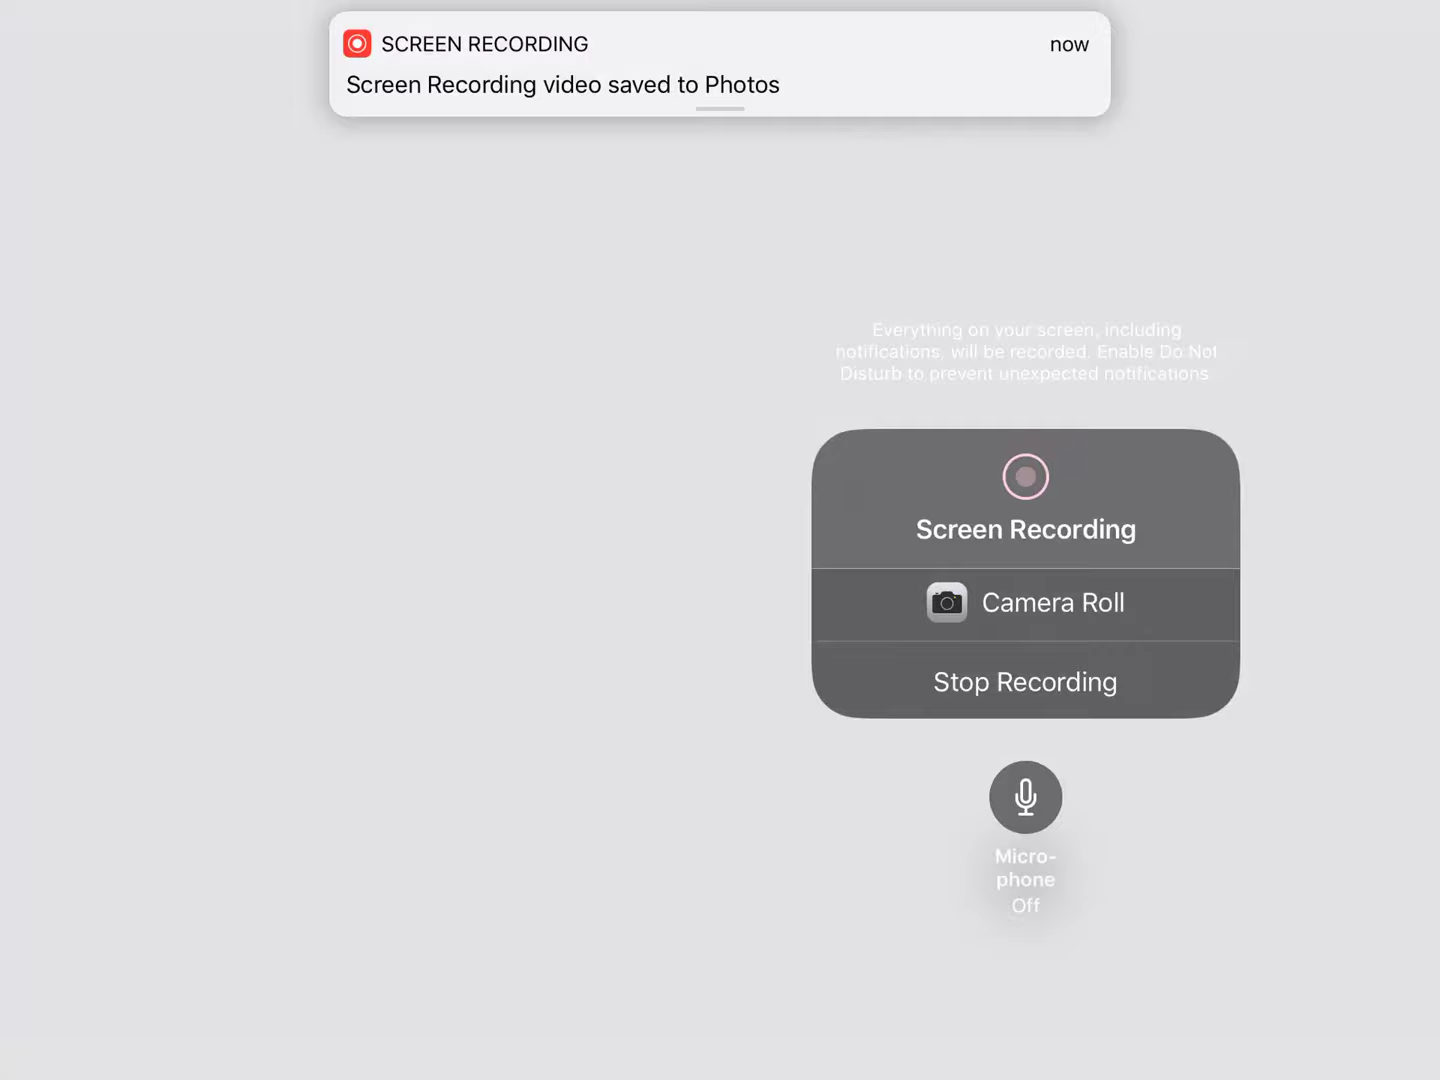 SCREEN RECORDING
now
Screen Recording video saved to Photos
Everything on your screen, including
notifications, will be recorded. Enable Do Not
Disturb to prevent unexpected notifications.
Screen Recording
Camera Roll
Stop Recording
Micro-
phone
Off